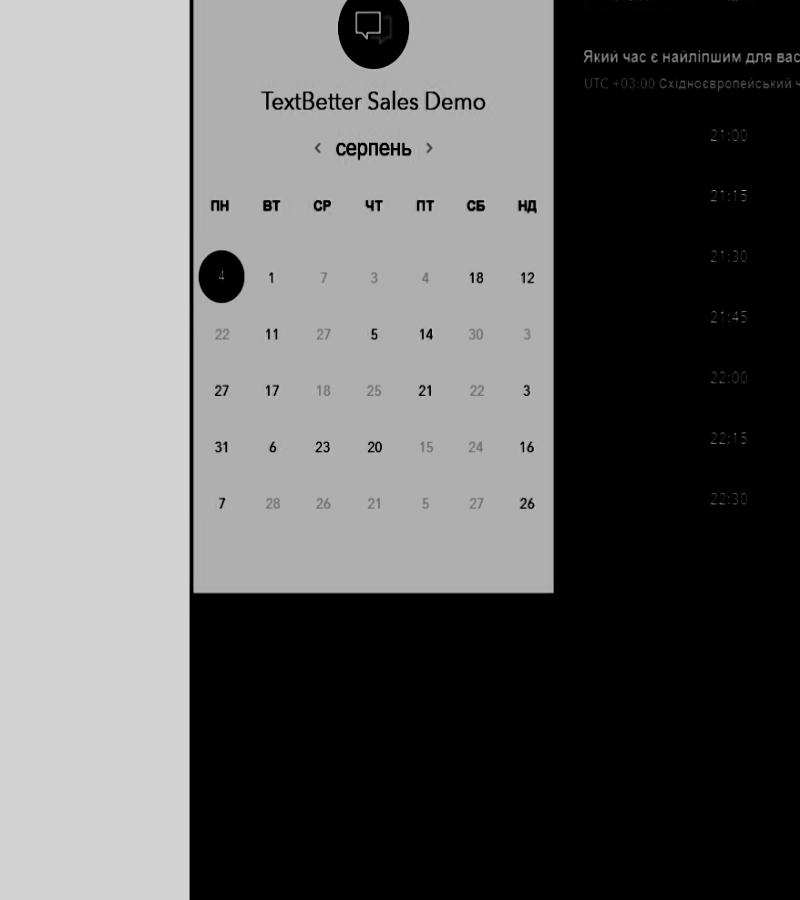 TextBetter Sales Demo
‹ серпень ›
ПН ВТ СР ЧТ ПТ СБ НД
4 1 7 3 4 18 12
22 11 27 5 14 30 3
27 17 18 25 21 22 3
31 6 23 20 15 24 16
7 28 26 21 5 27 26
Який час є найліпшим для вас
UTC +03:00 Східноєвропейський
21:00
21:15
21:30
21:45
22:00
22:15
22:30